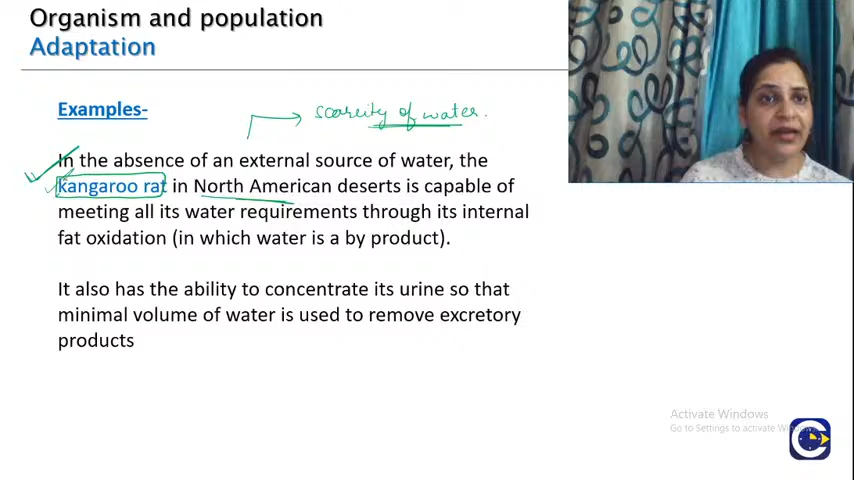 Organism and population
Adaptation
Examples-
scarcity of water.
In the absence of an external source of water, the
kangaroo rat in North American deserts is capable of
meeting all its water requirements through its internal
fat oxidation (in which water is a by product).
It also has the ability to concentrate its urine so that
minimal volume of water is used to remove excretory
products
Activate Windows
Go to Settings to activate Windows.